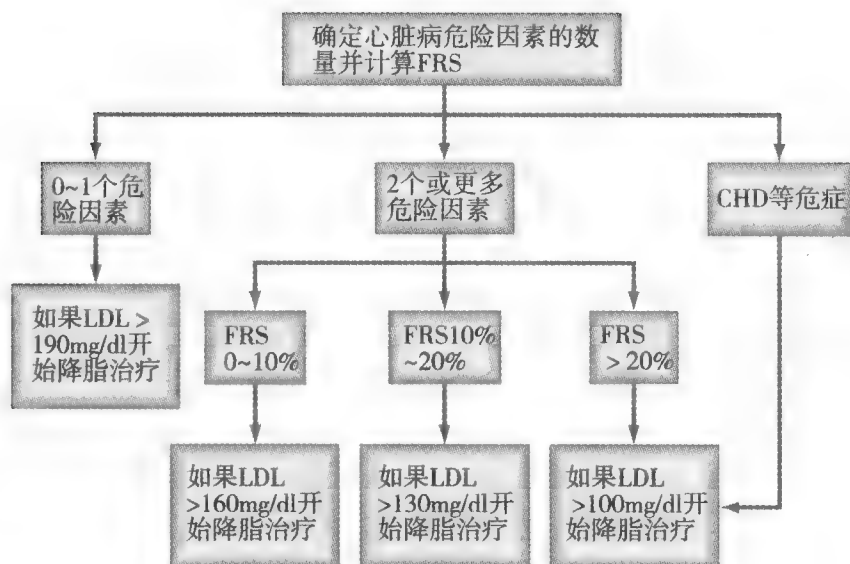 确定心脏病危险因素的数
量并计算FRS
0~1个危
险因素
2个或更多
危险因素
CHD等危症
如果LDL >
190mg/dl开
始降脂治疗
FRS
0~10%
FRS10%
~20%
FRS
> 20%
如果LDL
>160mg/dl开
始降脂治疗
如果LDL
>130mg/dl开
始降脂治疗
如果LDL
>100mg/dl开
始降脂治疗